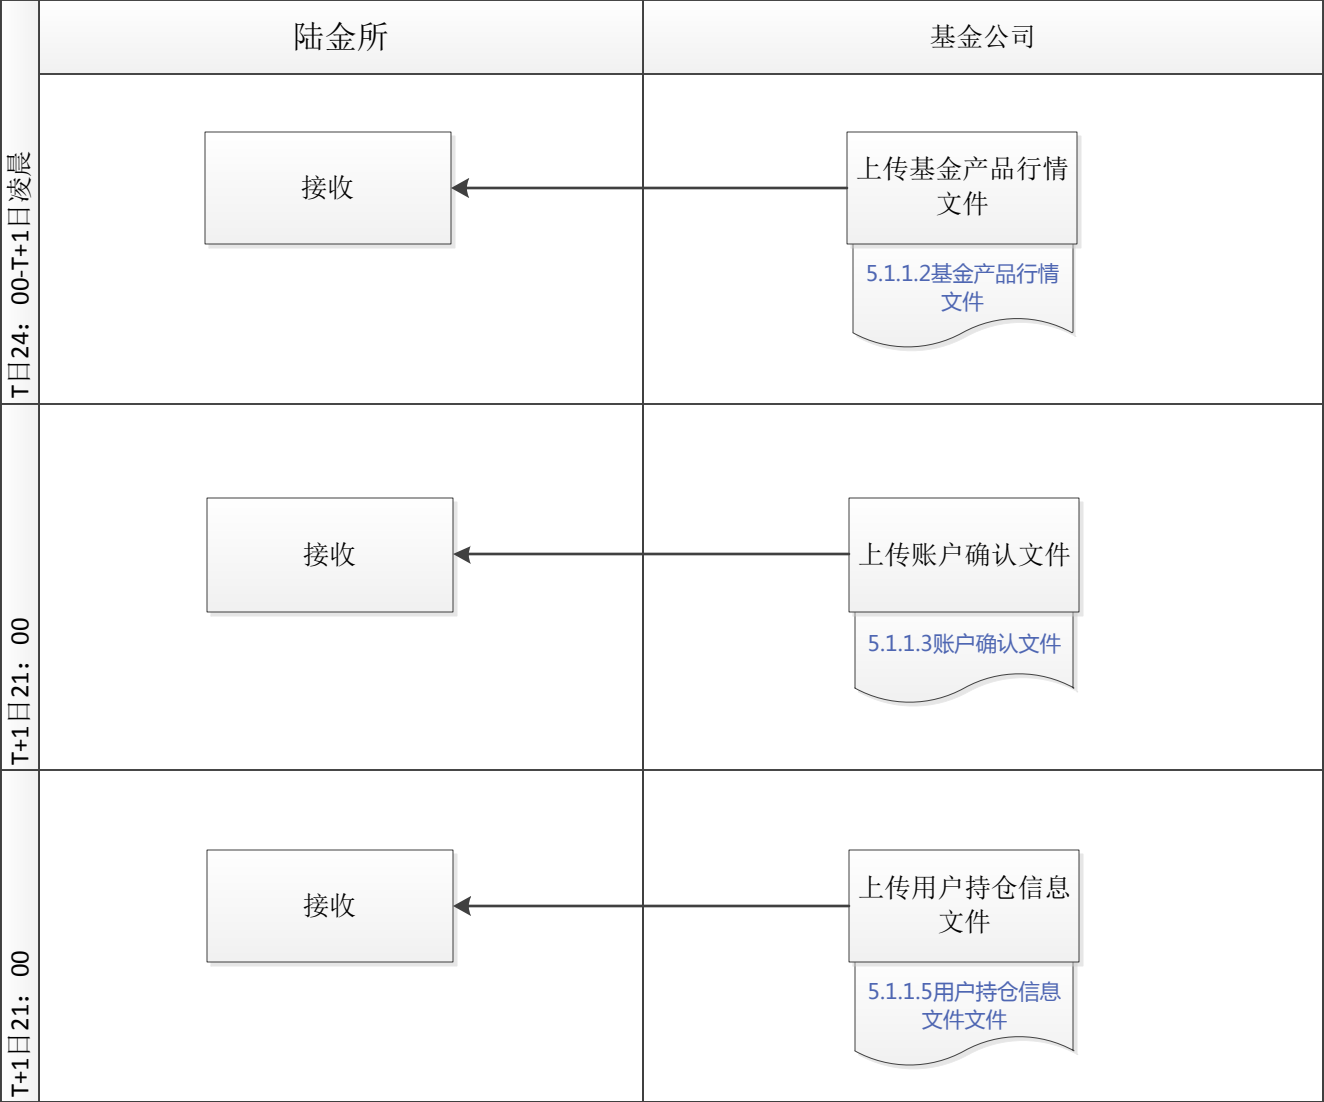 陆金所
基金公司
T日24：00-T+1日凌晨
接收
上传基金产品行情
文件
5.1.1.2基金产品行情
文件
T+1日21：00
接收
上传账户确认文件
5.1.1.3账户确认文件
T+1日21：00
接收
上传用户持仓信息
文件
5.1.1.5用户持仓信息
文件文件